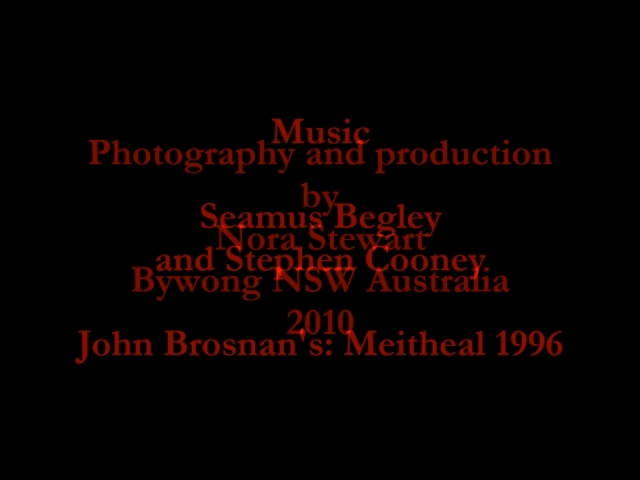 Music
Photography and production
by
Seamus Begley
Nora Stewart
and Stephen Cooney
Bywong NSW Australia
2010
John Brosnan's: Meitheal 1996